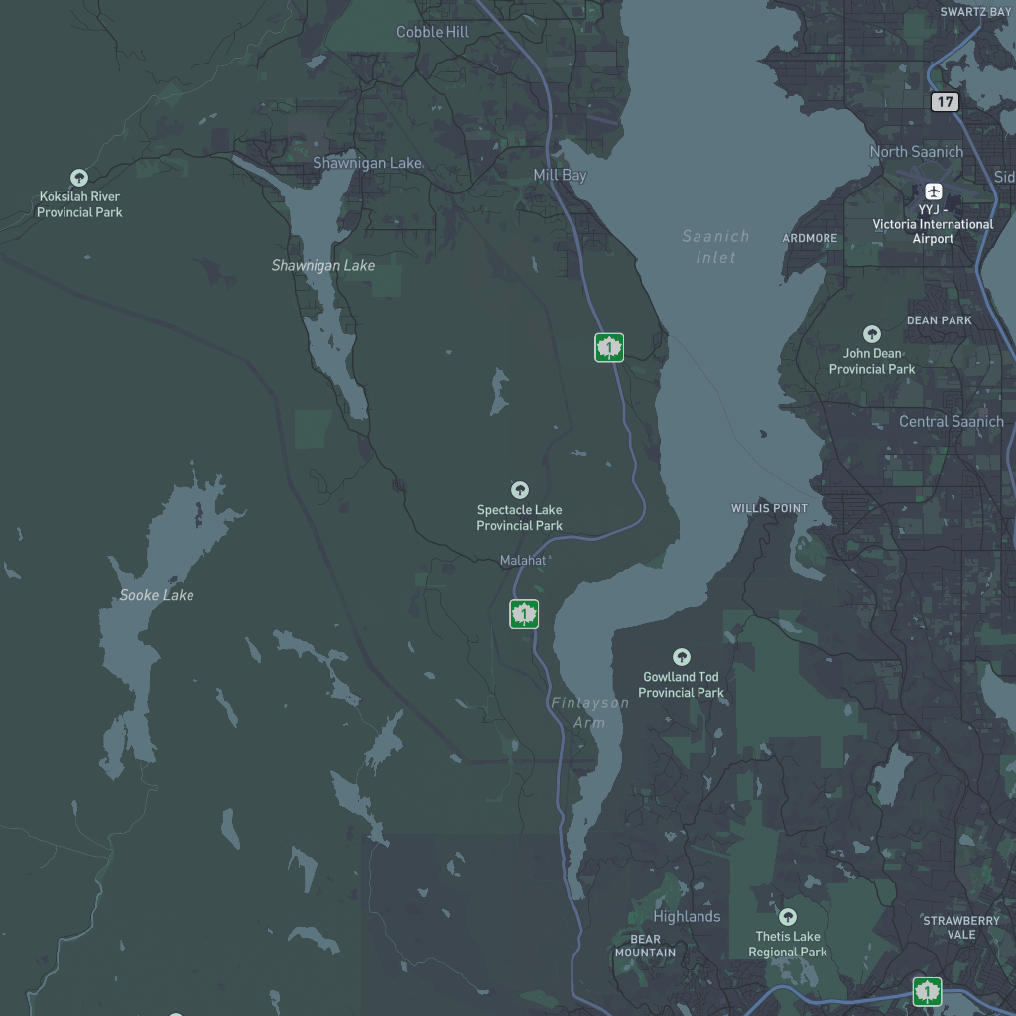 SWARTZ BAY
Cobble Hill
17
North Saanich
Shawnigan Lake
Mill Bay
Sid
Koksilah River
Provincial Park
YYJ -
Victoria International
Airport
Saanich
Inlet
ARDMORE
Shawnigan Lake
DEAN PARK
1
John Dean
Provincial Park
Central Saanich
Spectacle Lake
Provincial Park
WILLIS POINT
Malahat
Sooke Lake
1
Gowlland Tod
Provincial Park
Finlayson
Arm
Highlands
STRAWBERRY
VALE
BEAR
MOUNTAIN
Thetis Lake
Regional Park
1